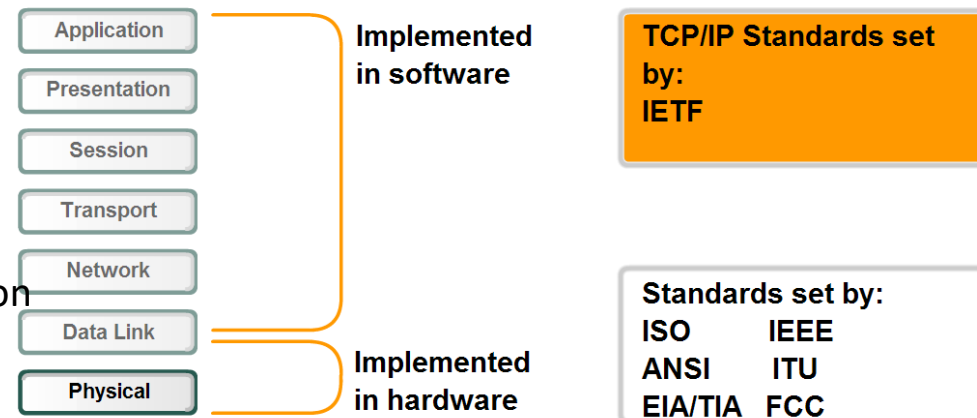 Application
Presentation
Session
Transport
Network
on
Data Link
Physical
Implemented
in software
Implemented
in hardware
TCP/IP Standards set
by:
IETF
Standards set by:
ISO IEEE
ANSI ITU
EIA/TIA FCC